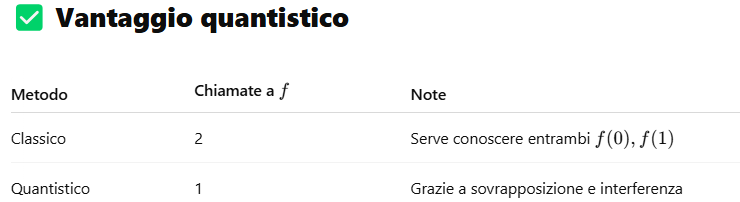 ✅ Vantaggio quantistico
Metodo Chiamate a f Note
Classico 2 Serve conoscere entrambi f(0), f(1)
Quantistico 1 Grazie a sovrapposizione e interferenza